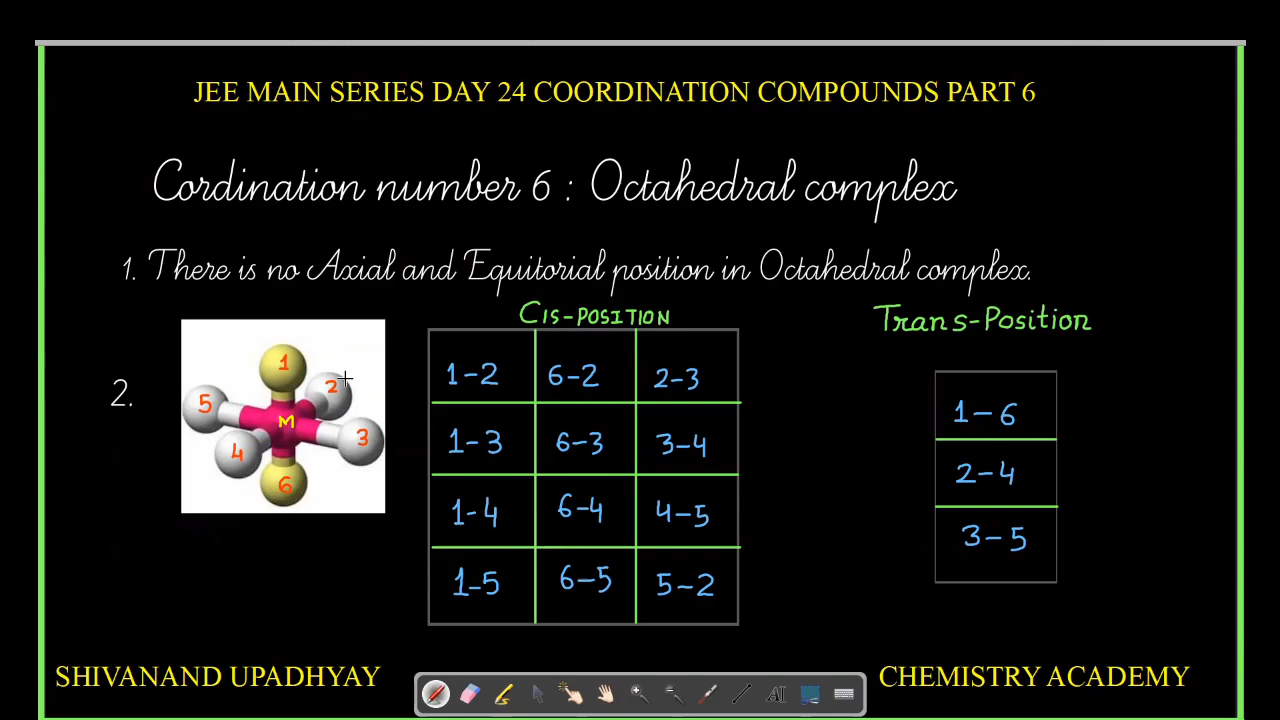 JEE MAIN SERIES DAY 24 COORDINATION COMPOUNDS PART 6
Cordination number 6 : Octahedral complex
1. There is no Axial and Equitorial position in Octahedral complex.
CIS-POSITION
Trans-Position
2.
1
2
5
M
3
4
6
1-2 6-2 2-3
1-3 6-3 3-4
1-4 6-4 4-5
1-5 6-5 5-2
1-6
2-4
3-5
SHIVANAND UPADHYAY
CHEMISTRY ACADEMY
AI